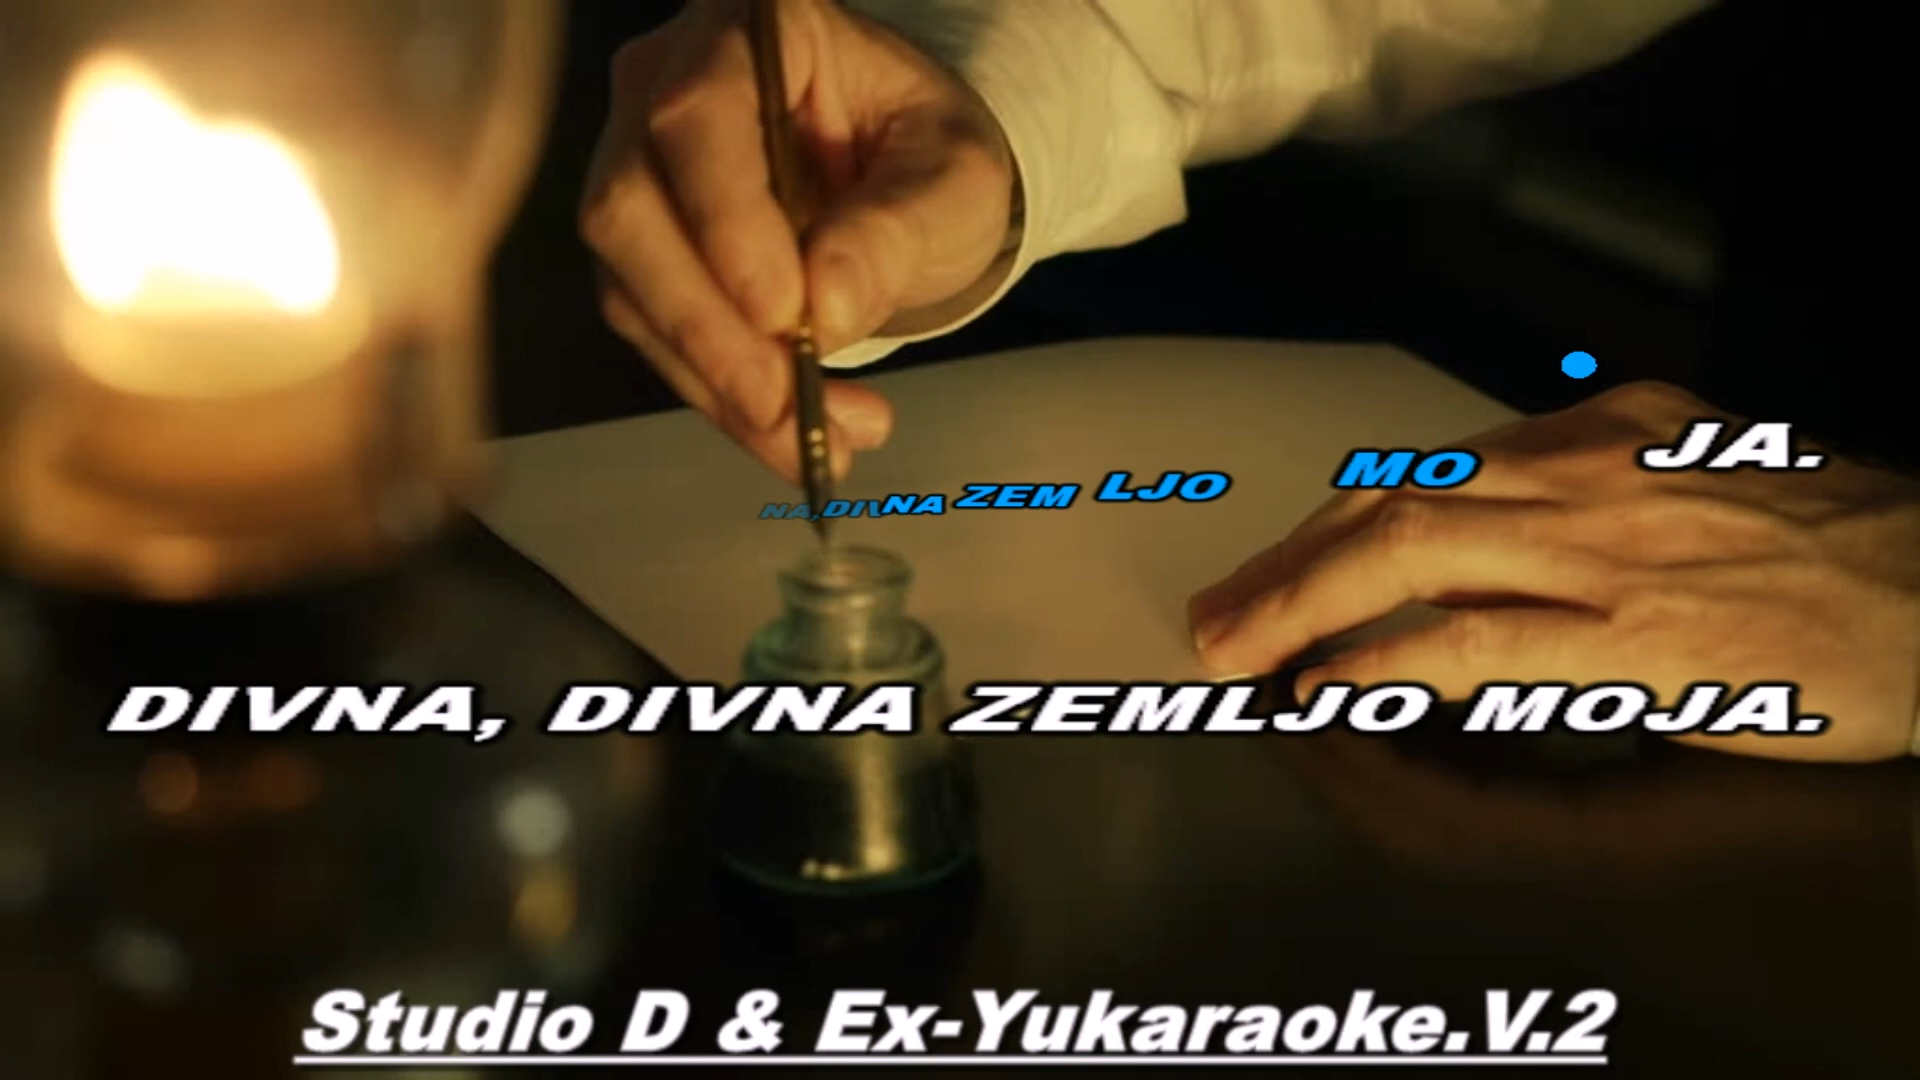 NA,DIVNA ZEM LJO MO JA.
DIVNA, DIVNA ZEMLJO MOJA.
Studio D & Ex-Yukaraoke.V.2